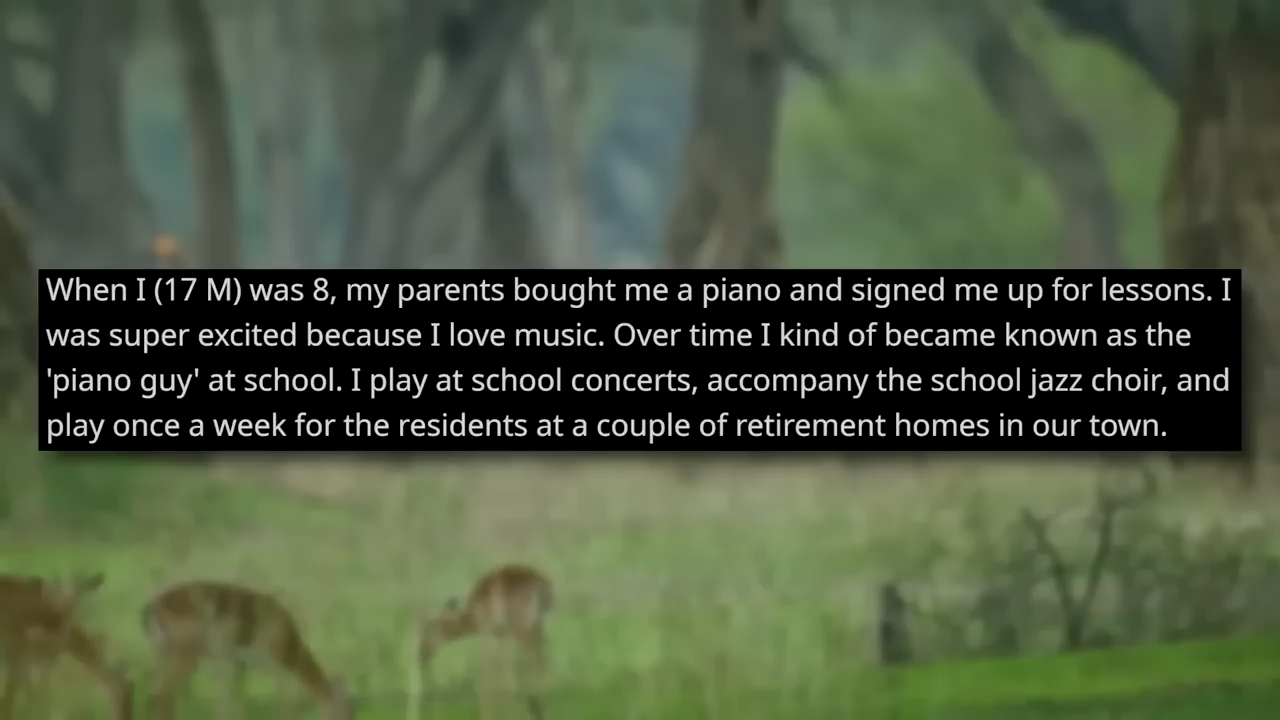 When I (17 M) was 8, my parents bought me a piano and signed me up for lessons. I
was super excited because I love music. Over time I kind of became known as the
'piano guy' at school. I play at school concerts, accompany the school jazz choir, and
play once a week for the residents at a couple of retirement homes in our town.